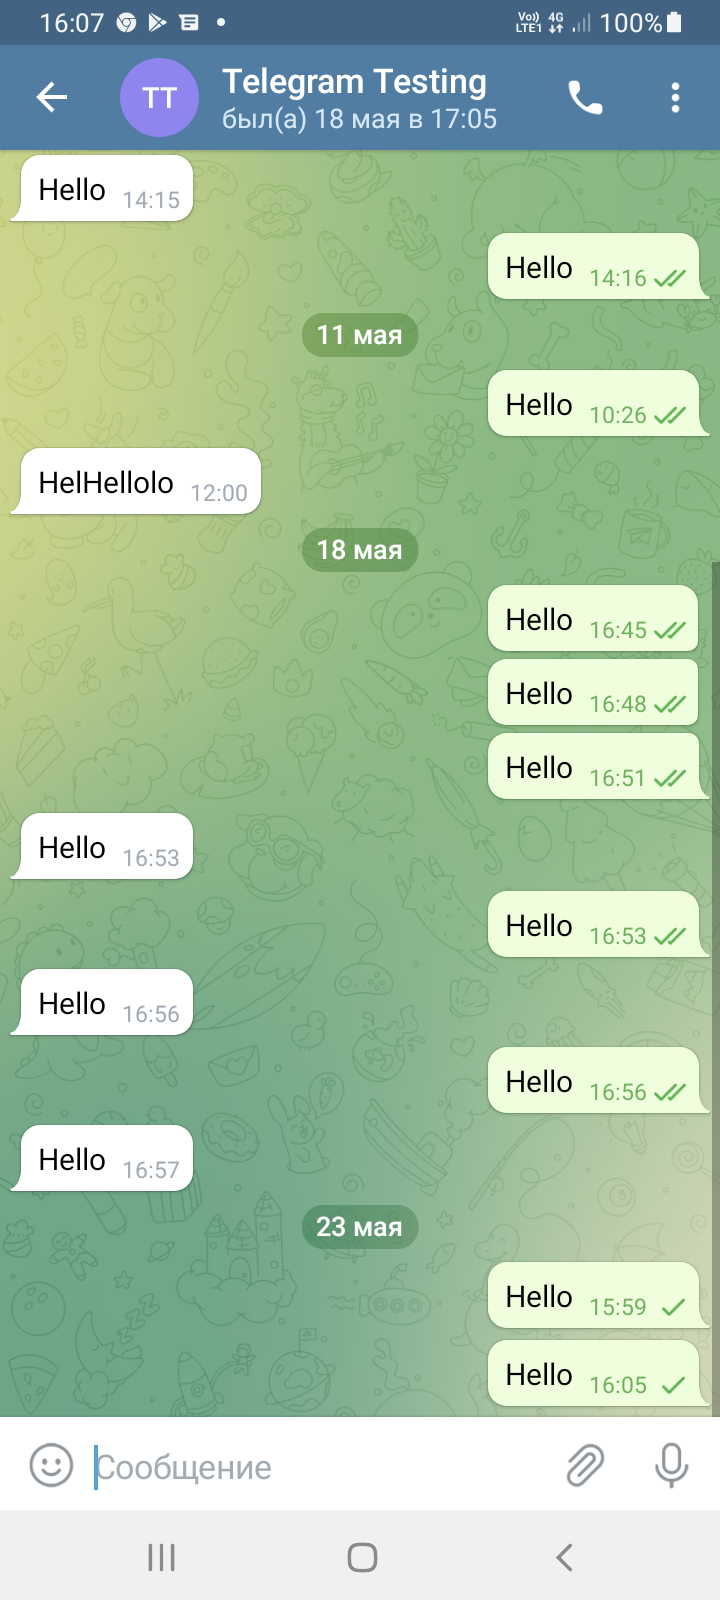 16:07 Vo)) LTE1 4G 100%
TT
Telegram Testing
был(а) 18 мая в 17:05
Hello 14:15
Hello 14:16
11 мая
Hello 10:26
HelHellolo 12:00
18 мая
Hello 16:45
Hello 16:48
Hello 16:51
Hello 16:53
Hello 16:53
Hello 16:56
Hello 16:56
Hello 16:57
23 мая
Hello 15:59
Hello 16:05
Сообщение